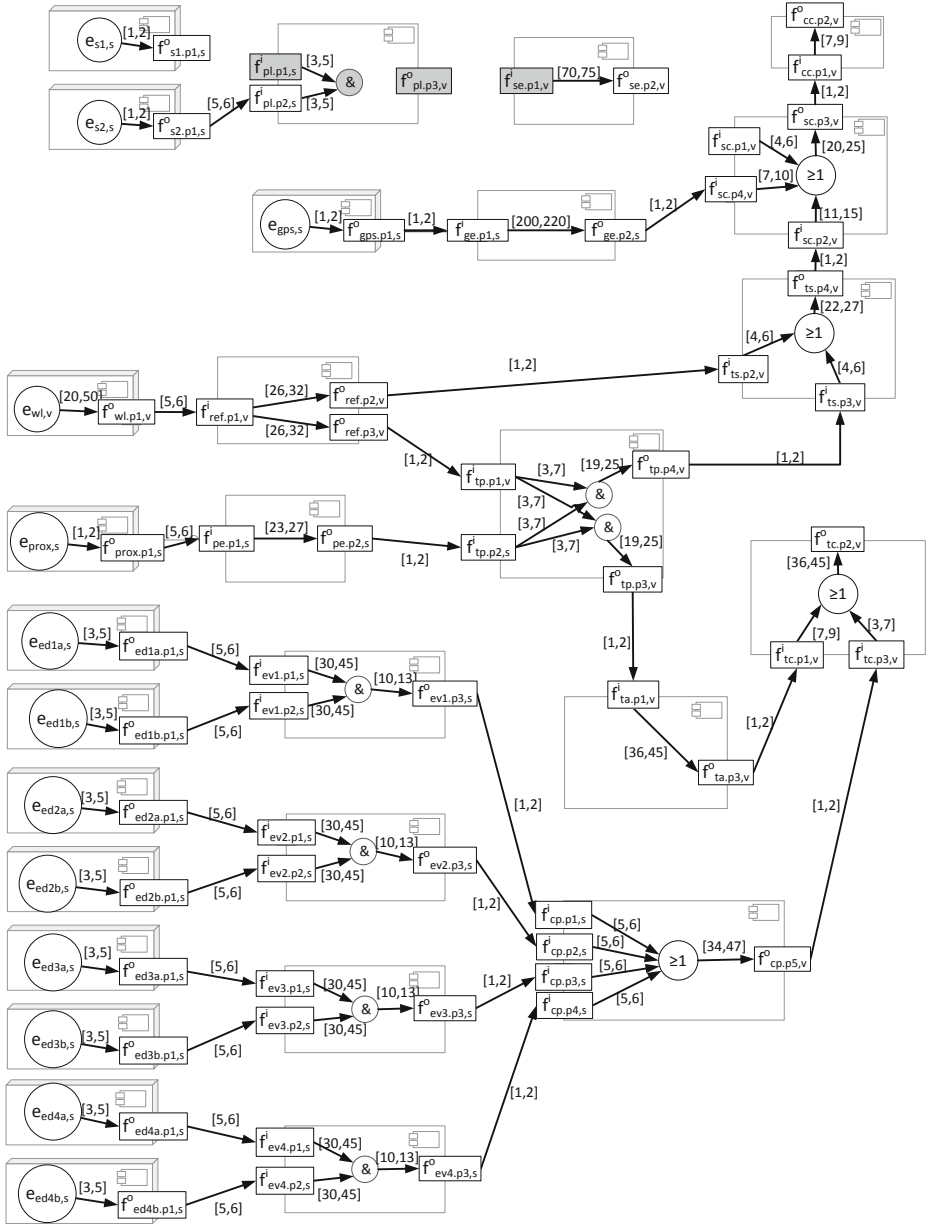 e_s1,s [1,2] f^o_s1.p1,s
e_s2,s [1,2] f^o_s2.p1,s [5,6]
f^i_pl.p1,s [3,5] & f^o_pl.p3,v
f^i_pl.p2,s [3,5]
f^i_se.p1,v [70,75] f^o_se.p2,v
f^o_cc.p2,v
[7,9]
f^i_cc.p1,v
[1,2]
f^o_sc.p3,v
f^i_sc.p1,v [4,6] [20,25]
≥1
f^i_sc.p4,v [7,10]
[11,15]
f^i_sc.p2,v
e_gps,s [1,2] f^o_gps.p1,s [1,2] f^i_ge.p1,s [200,220] f^o_ge.p2,s [1,2]
[1,2]
f^o_ts.p4,v
[22,27]
≥1
[4,6]
f^i_ts.p2,v
[4,6]
f^i_ts.p3,v
e_wl,v [20,50] f^o_wl.p1,v [5,6] f^i_ref.p1,v [26,32] f^o_ref.p2,v [1,2]
[26,32] f^o_ref.p3,v
[1,2] f^i_tp.p1,v [3,7] & [19,25] f^o_tp.p4,v [1,2]
[3,7]
e_prox,s [1,2] f^o_prox.p1,s [5,6] f^i_pe.p1,s [23,27] f^o_pe.p2,s [1,2] f^i_tp.p2,s [3,7] [3,7] & [19,25]
f^o_tp.p3,v
[1,2]
f^o_tc.p2,v
[36,45]
≥1
[7,9] [3,7]
f^i_tc.p1,v f^i_tc.p3,v
f^i_ta.p1,v
[36,45]
f^o_ta.p3,v
[1,2]
e_ed1a,s [3,5] f^o_ed1a.p1,s [5,6] f^i_ev1.p1,s [30,45] & [10,13] f^o_ev1.p3,s
e_ed1b,s [3,5] f^o_ed1b.p1,s [5,6] f^i_ev1.p2,s [30,45]
[1,2]
[1,2]
e_ed2a,s [3,5] f^o_ed2a.p1,s [5,6] f^i_ev2.p1,s [30,45] & [10,13] f^o_ev2.p3,s
e_ed2b,s [3,5] f^o_ed2b.p1,s [5,6] f^i_ev2.p2,s [30,45]
[1,2]
f^i_cp.p1,s [5,6]
f^i_cp.p2,s [5,6] ≥1 [34,47] f^o_cp.p5,v
f^i_cp.p3,s [5,6]
f^i_cp.p4,s [5,6]
e_ed3a,s [3,5] f^o_ed3a.p1,s [5,6] f^i_ev3.p1,s [30,45] & [10,13] f^o_ev3.p3,s [1,2]
e_ed3b,s [3,5] f^o_ed3b.p1,s [5,6] f^i_ev3.p2,s [30,45]
[1,2]
e_ed4a,s [3,5] f^o_ed4a.p1,s [5,6] f^i_ev4.p1,s [30,45] & [10,13] f^o_ev4.p3,s
e_ed4b,s [3,5] f^o_ed4b.p1,s [5,6] f^i_ev4.p2,s [30,45]